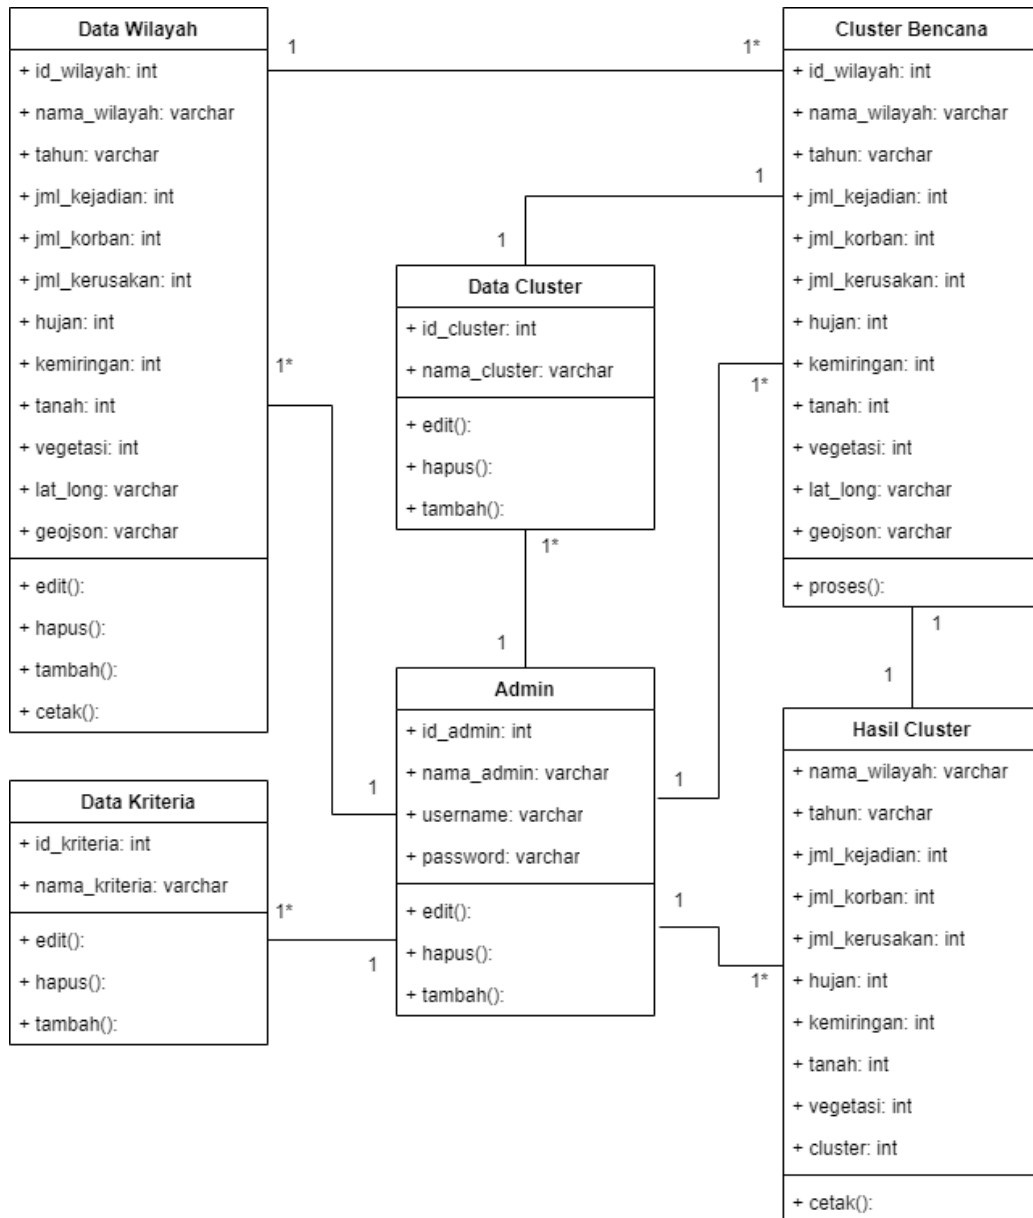 Data Wilayah
+ id_wilayah: int
+ nama_wilayah: varchar
+ tahun: varchar
+ jml_kejadian: int
+ jml_korban: int
+ jml_kerusakan: int
+ hujan: int
+ kemiringan: int
+ tanah: int
+ vegetasi: int
+ lat_long: varchar
+ geojson: varchar
+ edit():
+ hapus():
+ tambah():
+ cetak():
1
1*
Cluster Bencana
+ id_wilayah: int
+ nama_wilayah: varchar
+ tahun: varchar
+ jml_kejadian: int
+ jml_korban: int
+ jml_kerusakan: int
+ hujan: int
+ kemiringan: int
+ tanah: int
+ vegetasi: int
+ lat_long: varchar
+ geojson: varchar
+ proses():
1
1
Data Cluster
+ id_cluster: int
+ nama_cluster: varchar
+ edit():
+ hapus():
+ tambah():
1*
1*
1*
1
Admin
+ id_admin: int
+ nama_admin: varchar
+ username: varchar
+ password: varchar
+ edit():
+ hapus():
+ tambah():
1
1
1
1*
1
1*
Data Kriteria
+ id_kriteria: int
+ nama_kriteria: varchar
+ edit():
+ hapus():
+ tambah():
1
1
Hasil Cluster
+ nama_wilayah: varchar
+ tahun: varchar
+ jml_kejadian: int
+ jml_korban: int
+ jml_kerusakan: int
+ hujan: int
+ kemiringan: int
+ tanah: int
+ vegetasi: int
+ cluster: int
+ cetak():